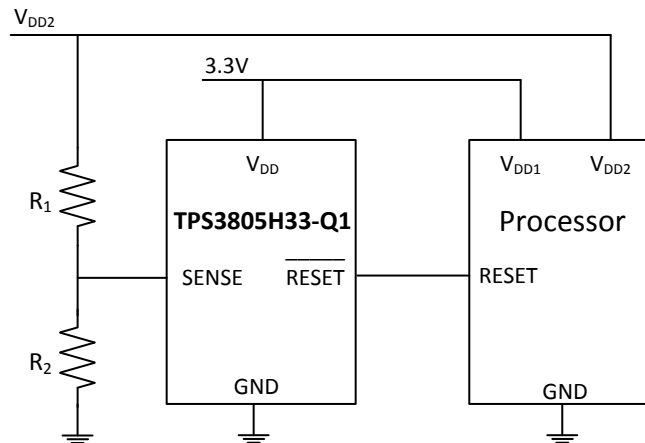 VDD2
3.3V
VDD
VDD1
VDD2
R1
TPS3805H33-Q1
Processor
SENSE
RESET
RESET
R2
GND
GND